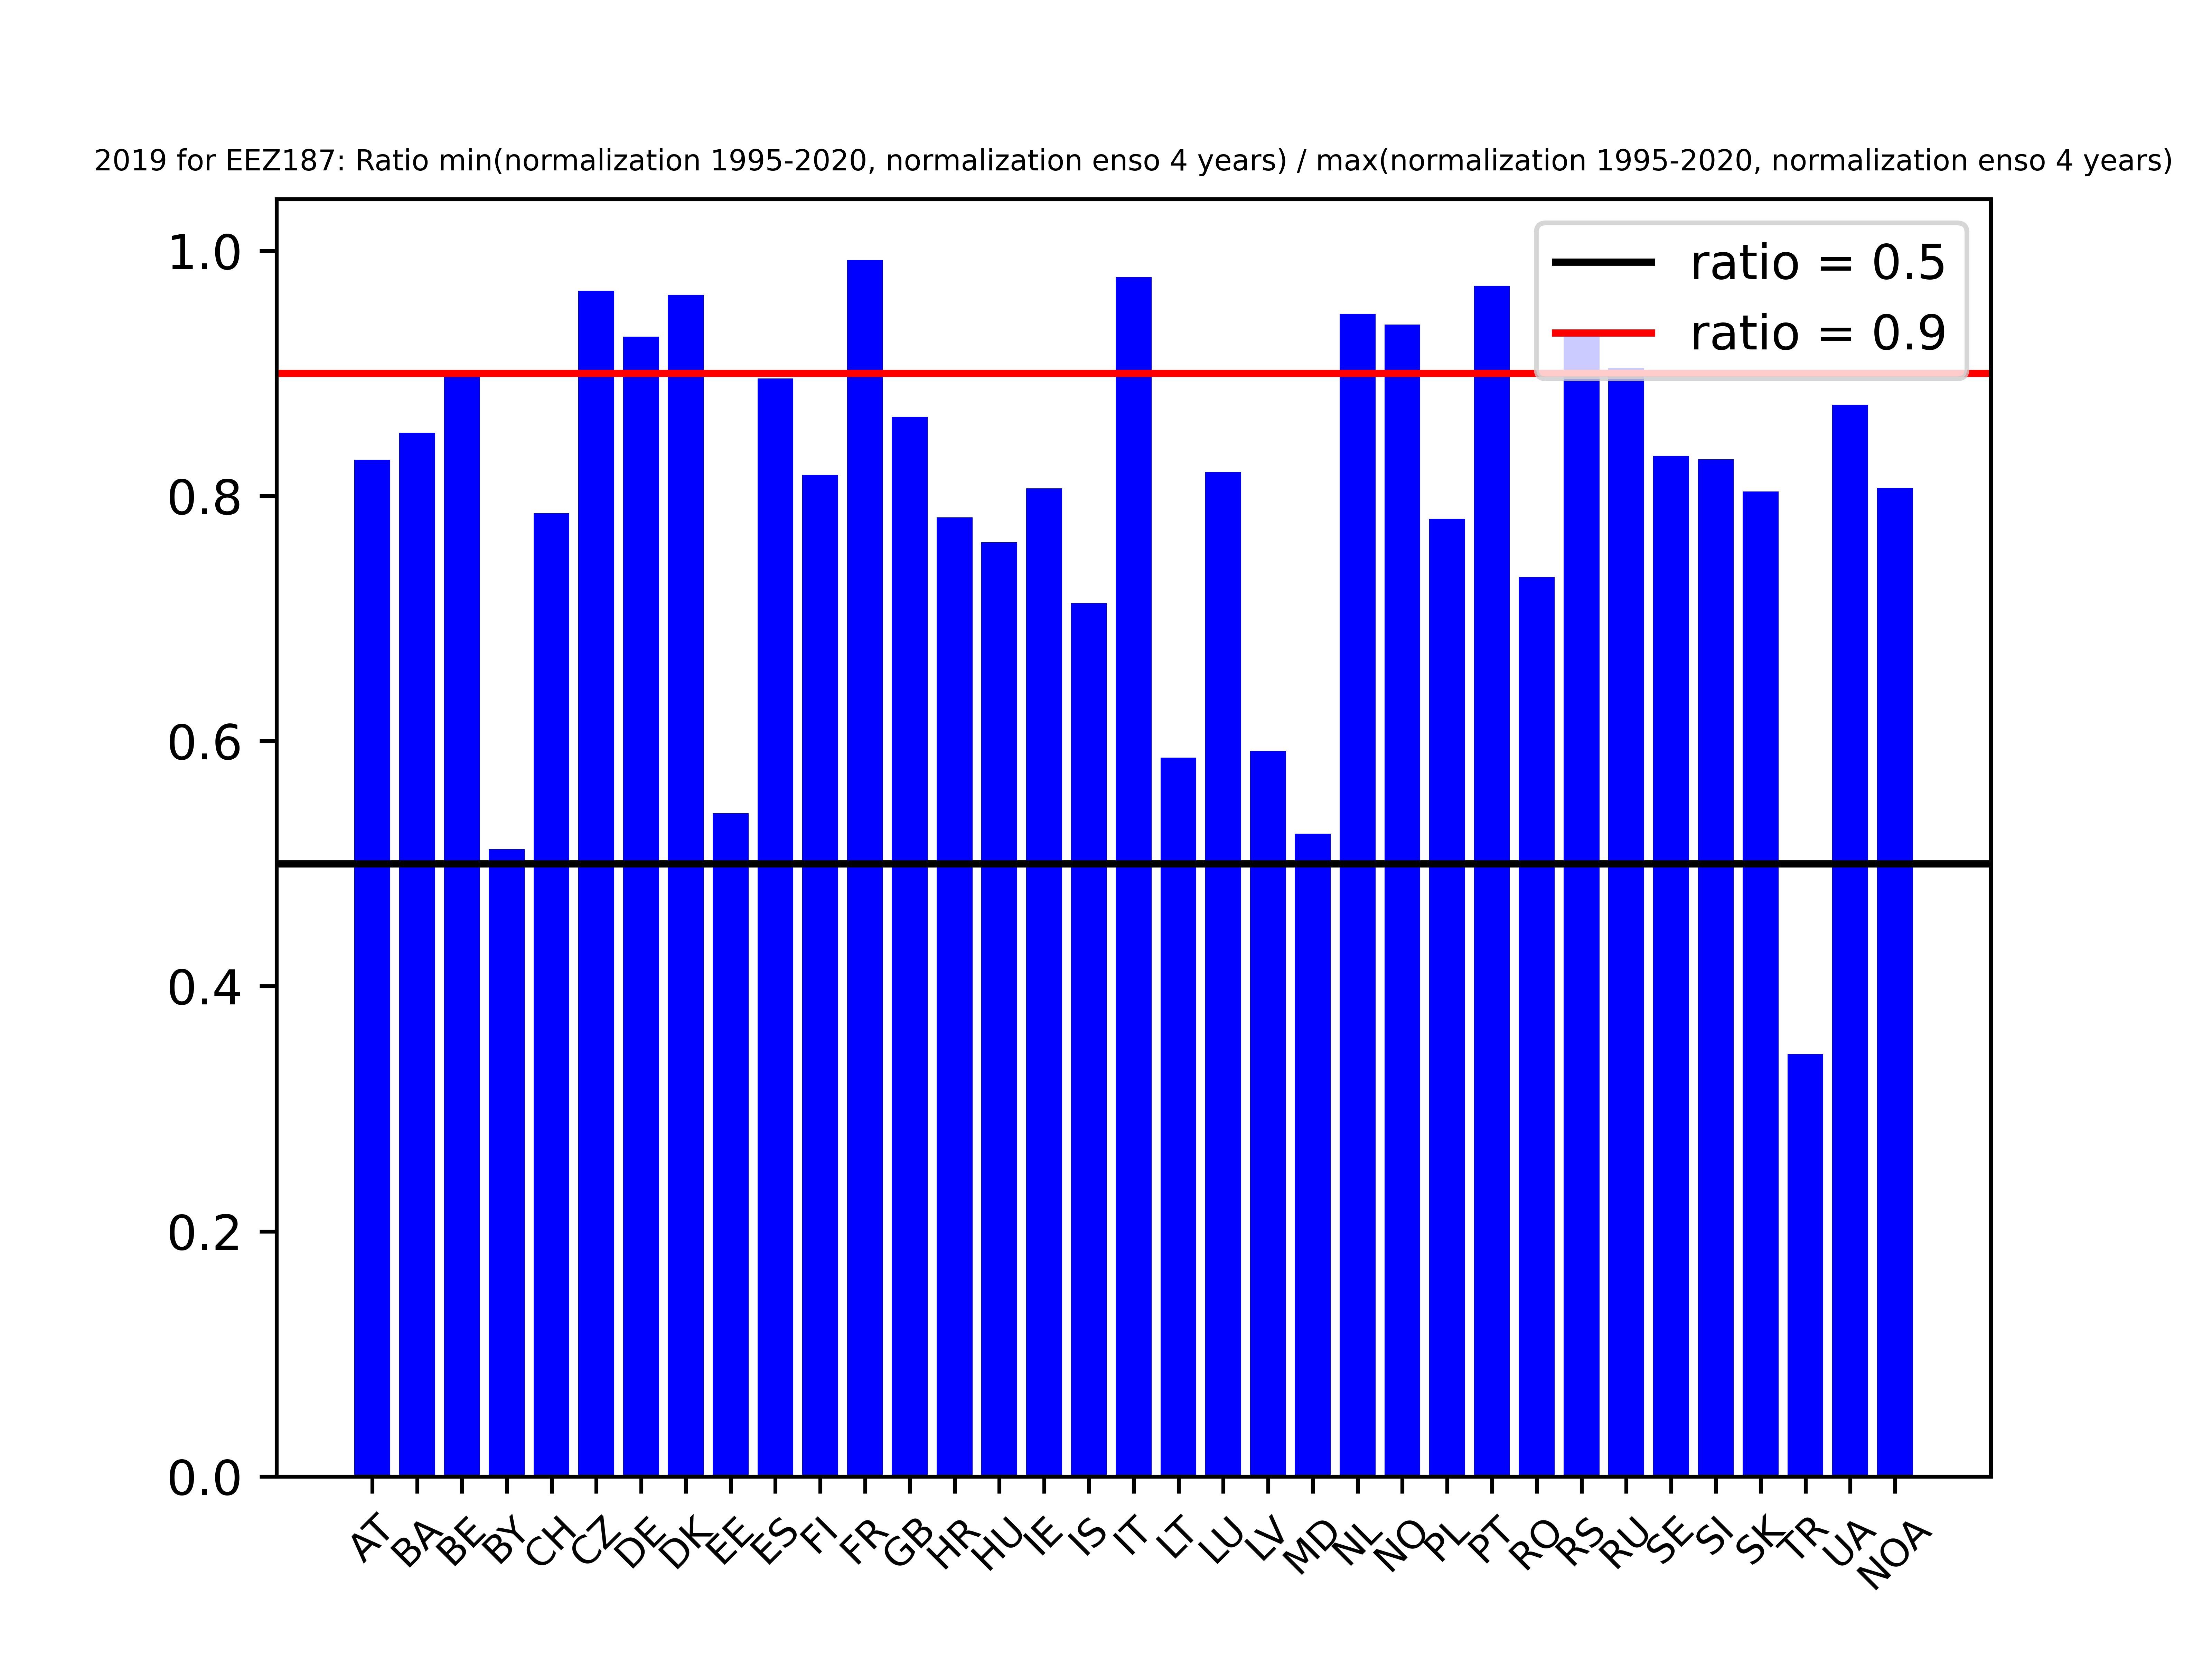 2019 for EEZ187: Ratio min(normalization 1995-2020, normalization enso 4 years) / max(normalization 1995-2020, normalization enso 4 years)
ratio = 0.5
ratio = 0.9
1.0
0.8
0.6
0.4
0.2
0.0
AT BA BE BY CH CZ DE DK EE ES FI FR GB HR HU IE IS IT LT LU LV MD NL NO PL PT RO RS RU SE SI SK TR UA NOA